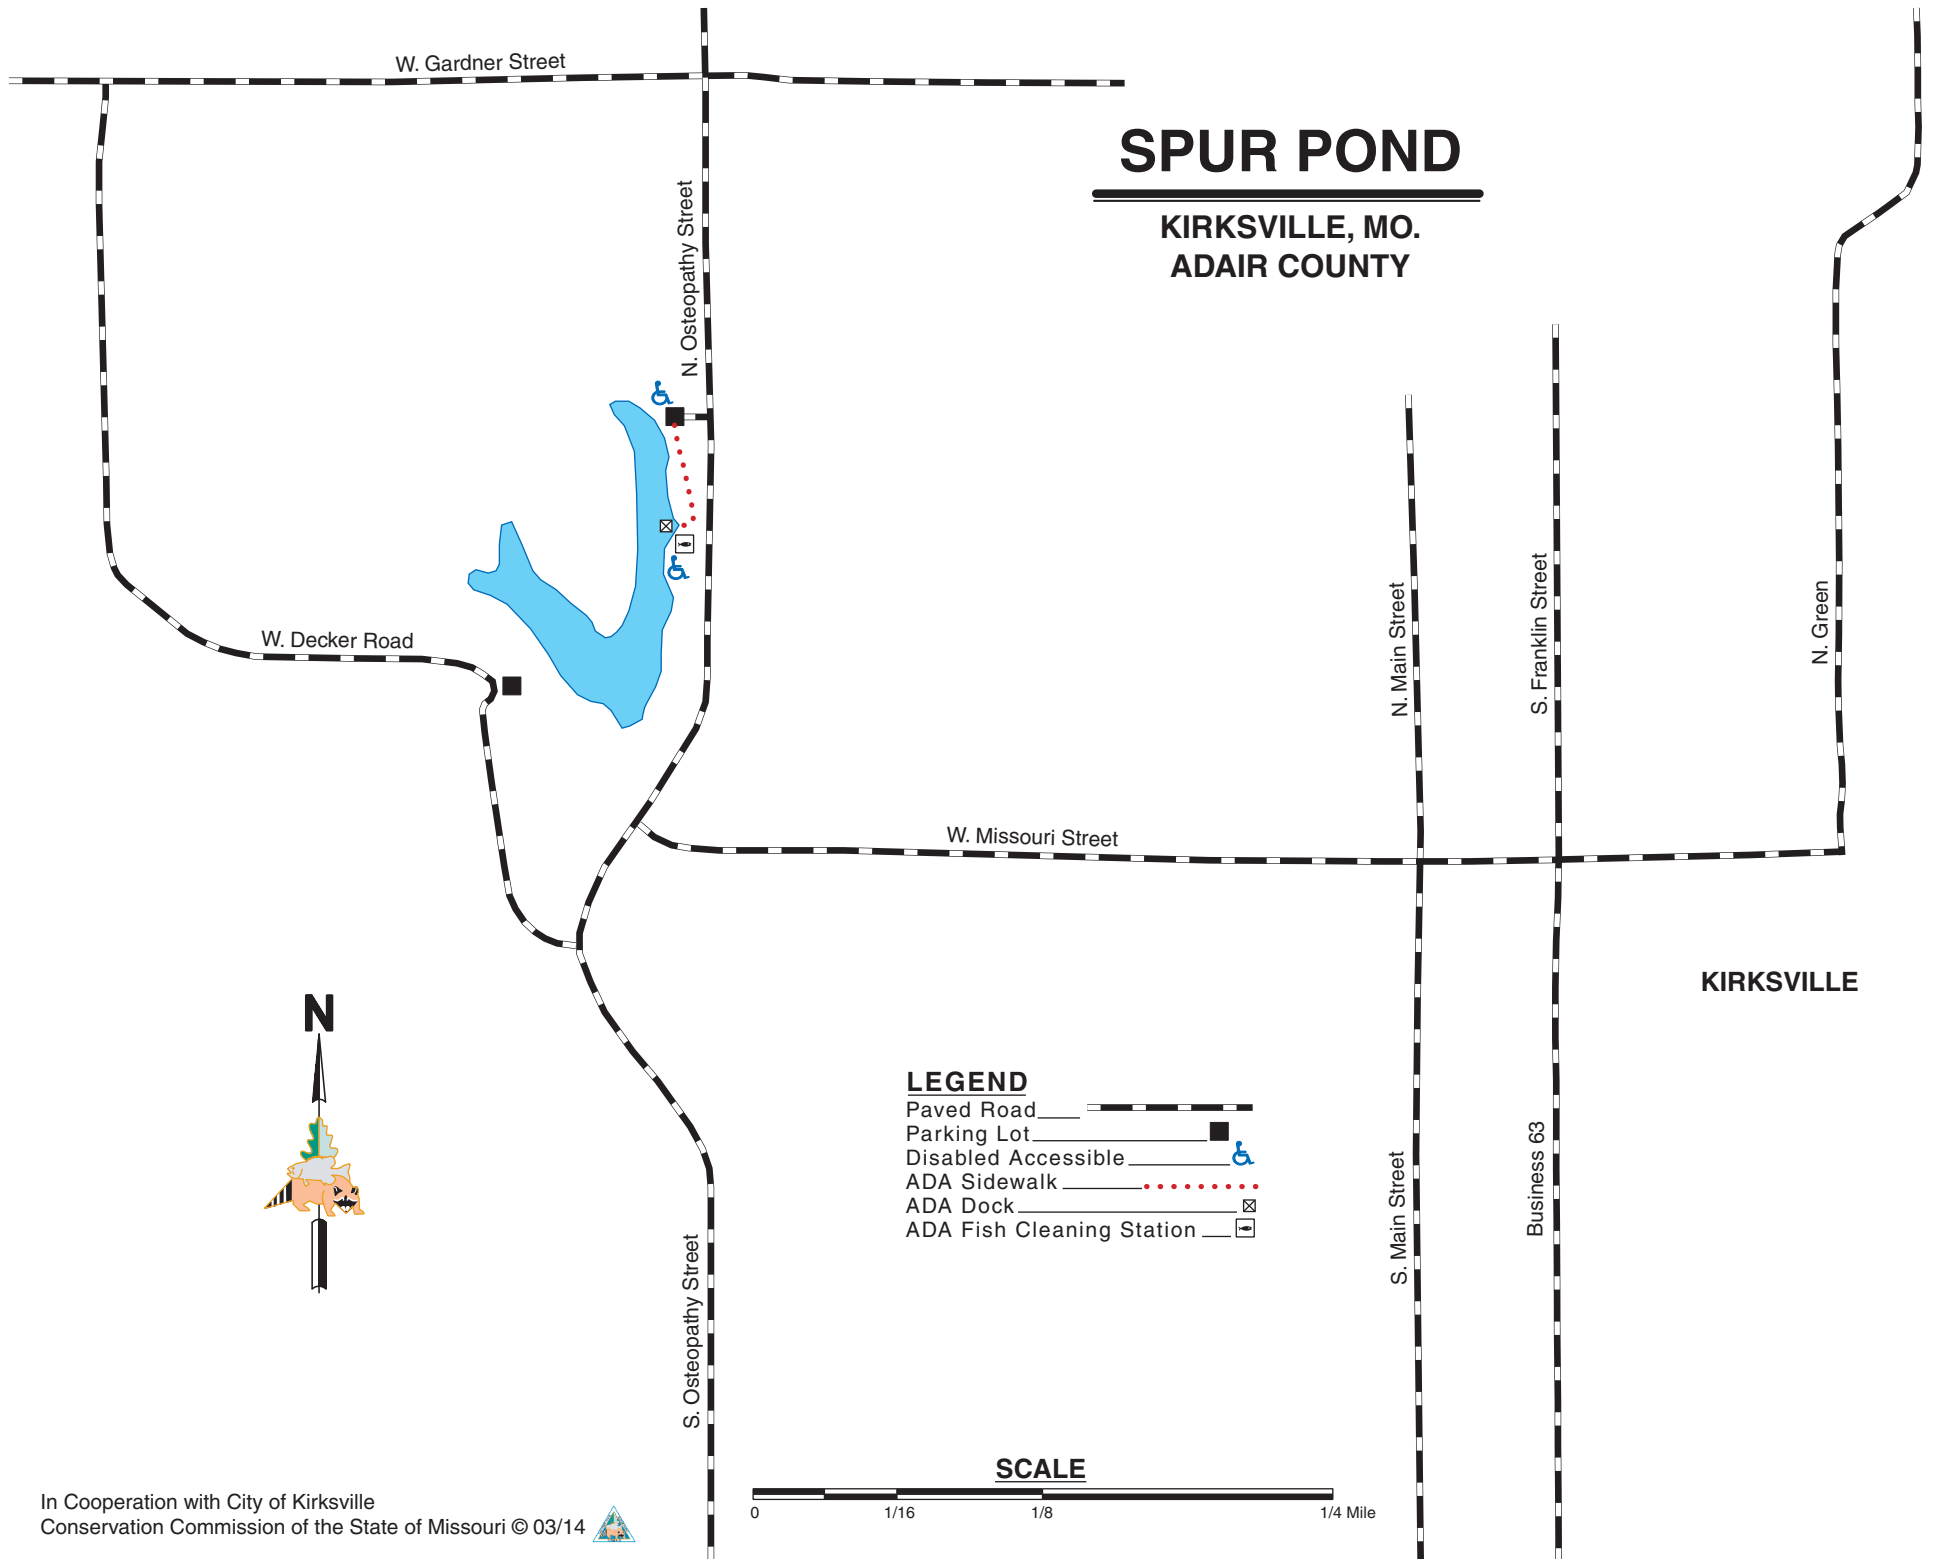 W. Gardner Street
SPUR POND
KIRKSVILLE, MO.
ADAIR COUNTY
N. Osteopathy Street
W. Decker Road
N. Main Street
S. Franklin Street
N. Green
W. Missouri Street
KIRKSVILLE
N
LEGEND
Paved Road
Parking Lot
Disabled Accessible
ADA Sidewalk
ADA Dock
ADA Fish Cleaning Station
S. Main Street
Business 63
S. Osteopathy Street
SCALE
0 1/16 1/8 1/4 Mile
In Cooperation with City of Kirksville
Conservation Commission of the State of Missouri © 03/14